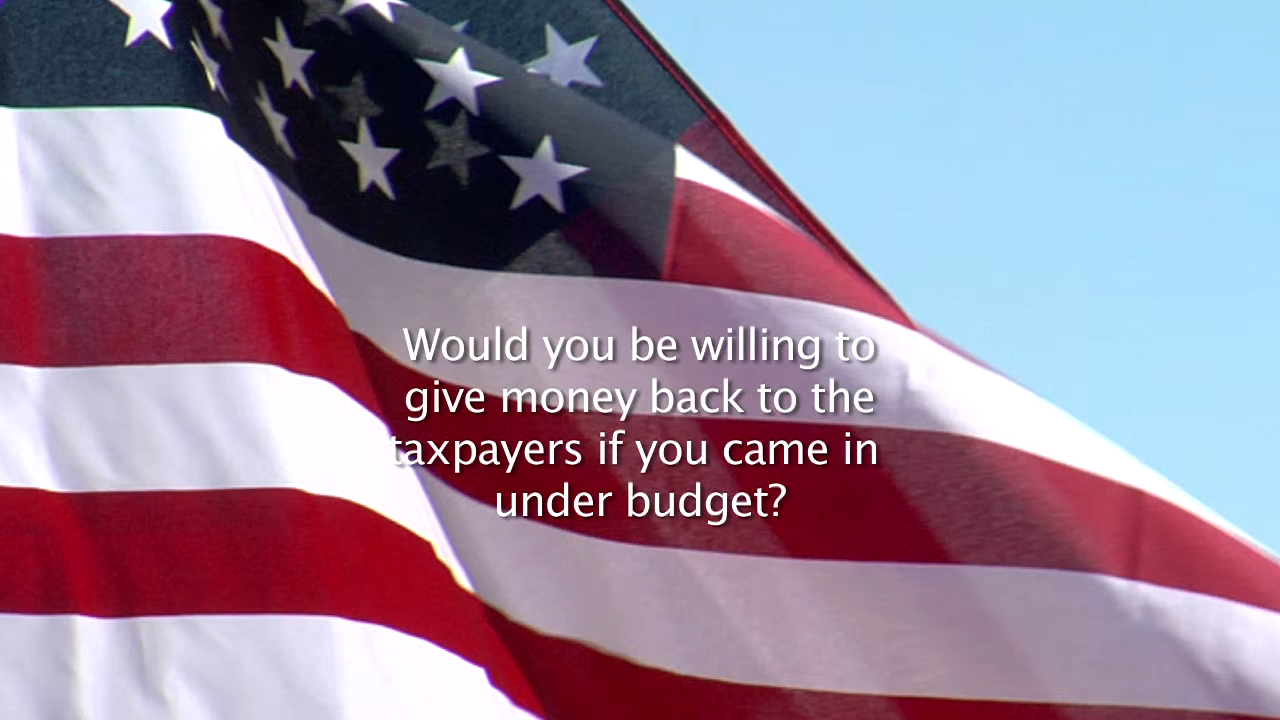 Would you be willing to
give money back to the
taxpayers if you came in
under budget?